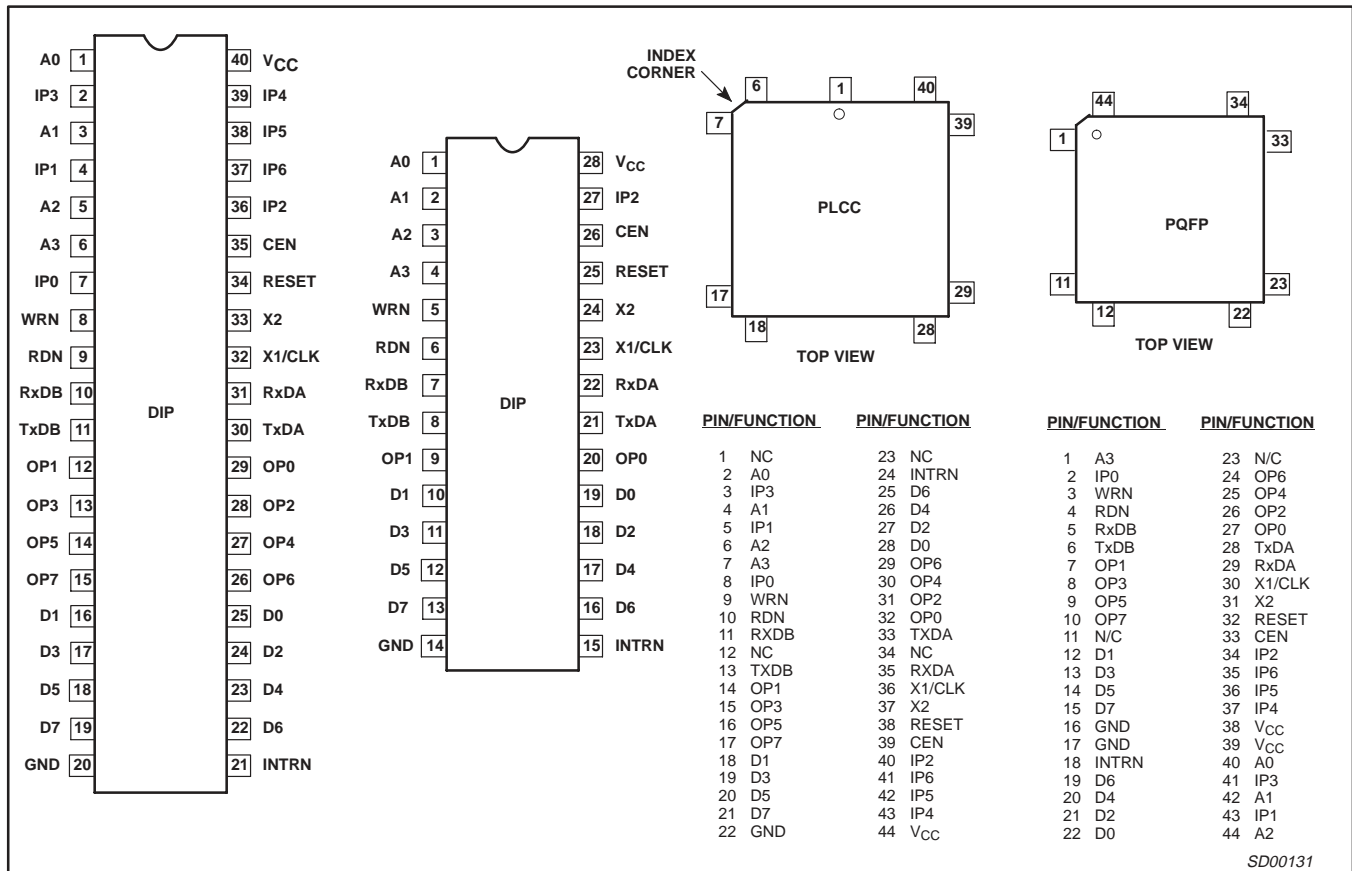 A0 1 40 VCC
IP3 2 39 IP4
A1 3 38 IP5
IP1 4 37 IP6
A2 5 36 IP2
A3 6 35 CEN
IP0 7 34 RESET
WRN 8 33 X2
RDN 9 32 X1/CLK
RxDB 10 31 RxDA
TxDB 11 30 TxDA
OP1 12 29 OP0
OP3 13 28 OP2
OP5 14 27 OP4
OP7 15 26 OP6
D1 16 25 D0
D3 17 24 D2
D5 18 23 D4
D7 19 22 D6
GND 20 21 INTRN
DIP
A0 1 28 VCC
A1 2 27 IP2
A2 3 26 CEN
A3 4 25 RESET
WRN 5 24 X2
RDN 6 23 X1/CLK
RxDB 7 22 RxDA
TxDB 8 21 TxDA
OP1 9 20 OP0
D1 10 19 D0
D3 11 18 D2
D5 12 17 D4
D7 13 16 D6
GND 14 15 INTRN
DIP
INDEX
CORNER
6 1 40
7 39
PLCC
17 29
18 28
TOP VIEW
44 34
1 33
PQFP
11 23
12 22
TOP VIEW
PIN/FUNCTION PIN/FUNCTION
1 NC 23 NC
2 A0 24 INTRN
3 IP3 25 D6
4 A1 26 D4
5 IP1 27 D2
6 A2 28 D0
7 A3 29 OP6
8 IP0 30 OP4
9 WRN 31 OP2
10 RDN 32 OP0
11 RXDB 33 TXDA
12 NC 34 NC
13 TXDB 35 RXDA
14 OP1 36 X1/CLK
15 OP3 37 X2
16 OP5 38 RESET
17 OP7 39 CEN
18 D1 40 IP2
19 D3 41 IP6
20 D5 42 IP5
21 D7 43 IP4
22 GND 44 VCC
PIN/FUNCTION PIN/FUNCTION
1 A3 23 N/C
2 IP0 24 OP6
3 WRN 25 OP4
4 RDN 26 OP2
5 RxDB 27 OP0
6 TxDB 28 TxDA
7 OP1 29 RxDA
8 OP3 30 X1/CLK
9 OP5 31 X2
10 OP7 32 RESET
11 N/C 33 CEN
12 D1 34 IP2
13 D3 35 IP6
14 D5 36 IP5
15 D7 37 IP4
16 GND 38 VCC
17 GND 39 VCC
18 INTRN 40 A0
19 D6 41 IP3
20 D4 42 A1
21 D2 43 IP1
22 D0 44 A2
SD00131